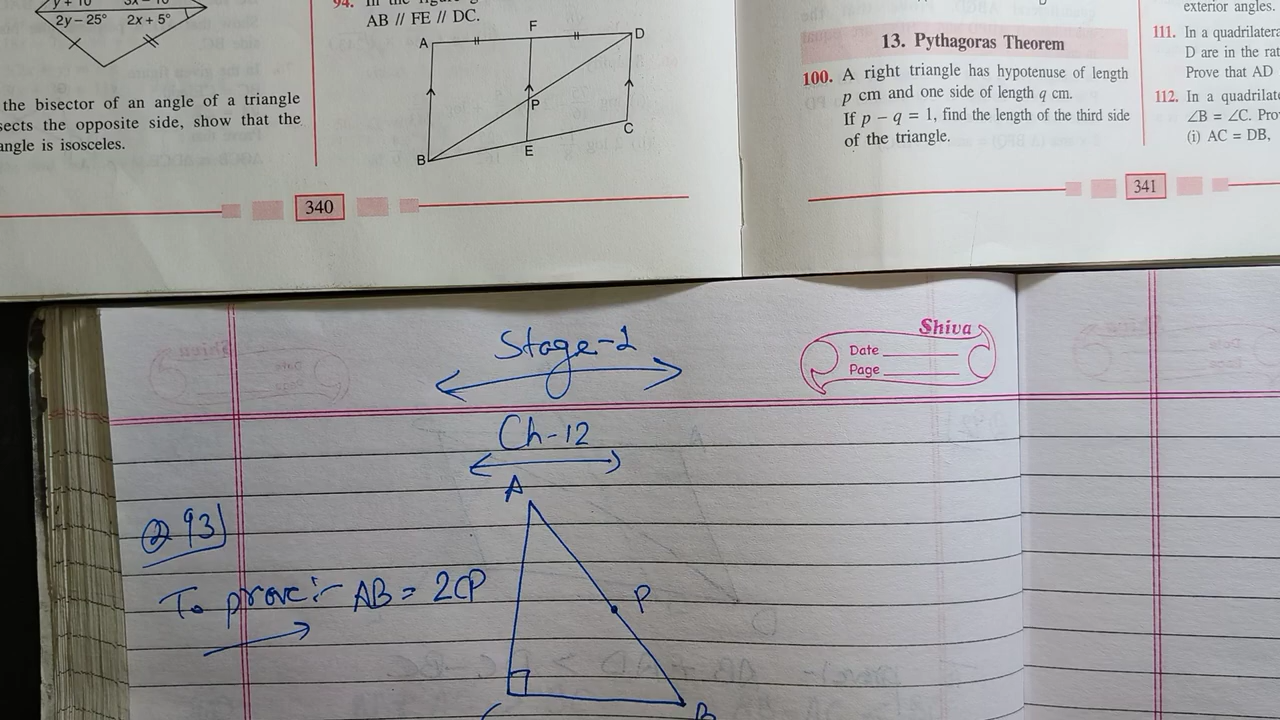 2y – 25° 2x + 5°
the bisector of an angle of a triangle
sects the opposite side, show that the
angle is isosceles.
94.
AB // FE // DC.
A
F
D
P
B
E
C
340
13. Pythagoras Theorem
100. A right triangle has hypotenuse of length
p cm and one side of length q cm.
If p – q = 1, find the length of the third side
of the triangle.
341
exterior angles.
111. In a quadrilatera
D are in the rat
Prove that AD
112. In a quadrilate
∠B = ∠C. Prov
(i) AC = DB,
Stage-2
Shiva
Date
Page
Ch-12
A
Q 93]
To prove:- AB = 2CP
P
B